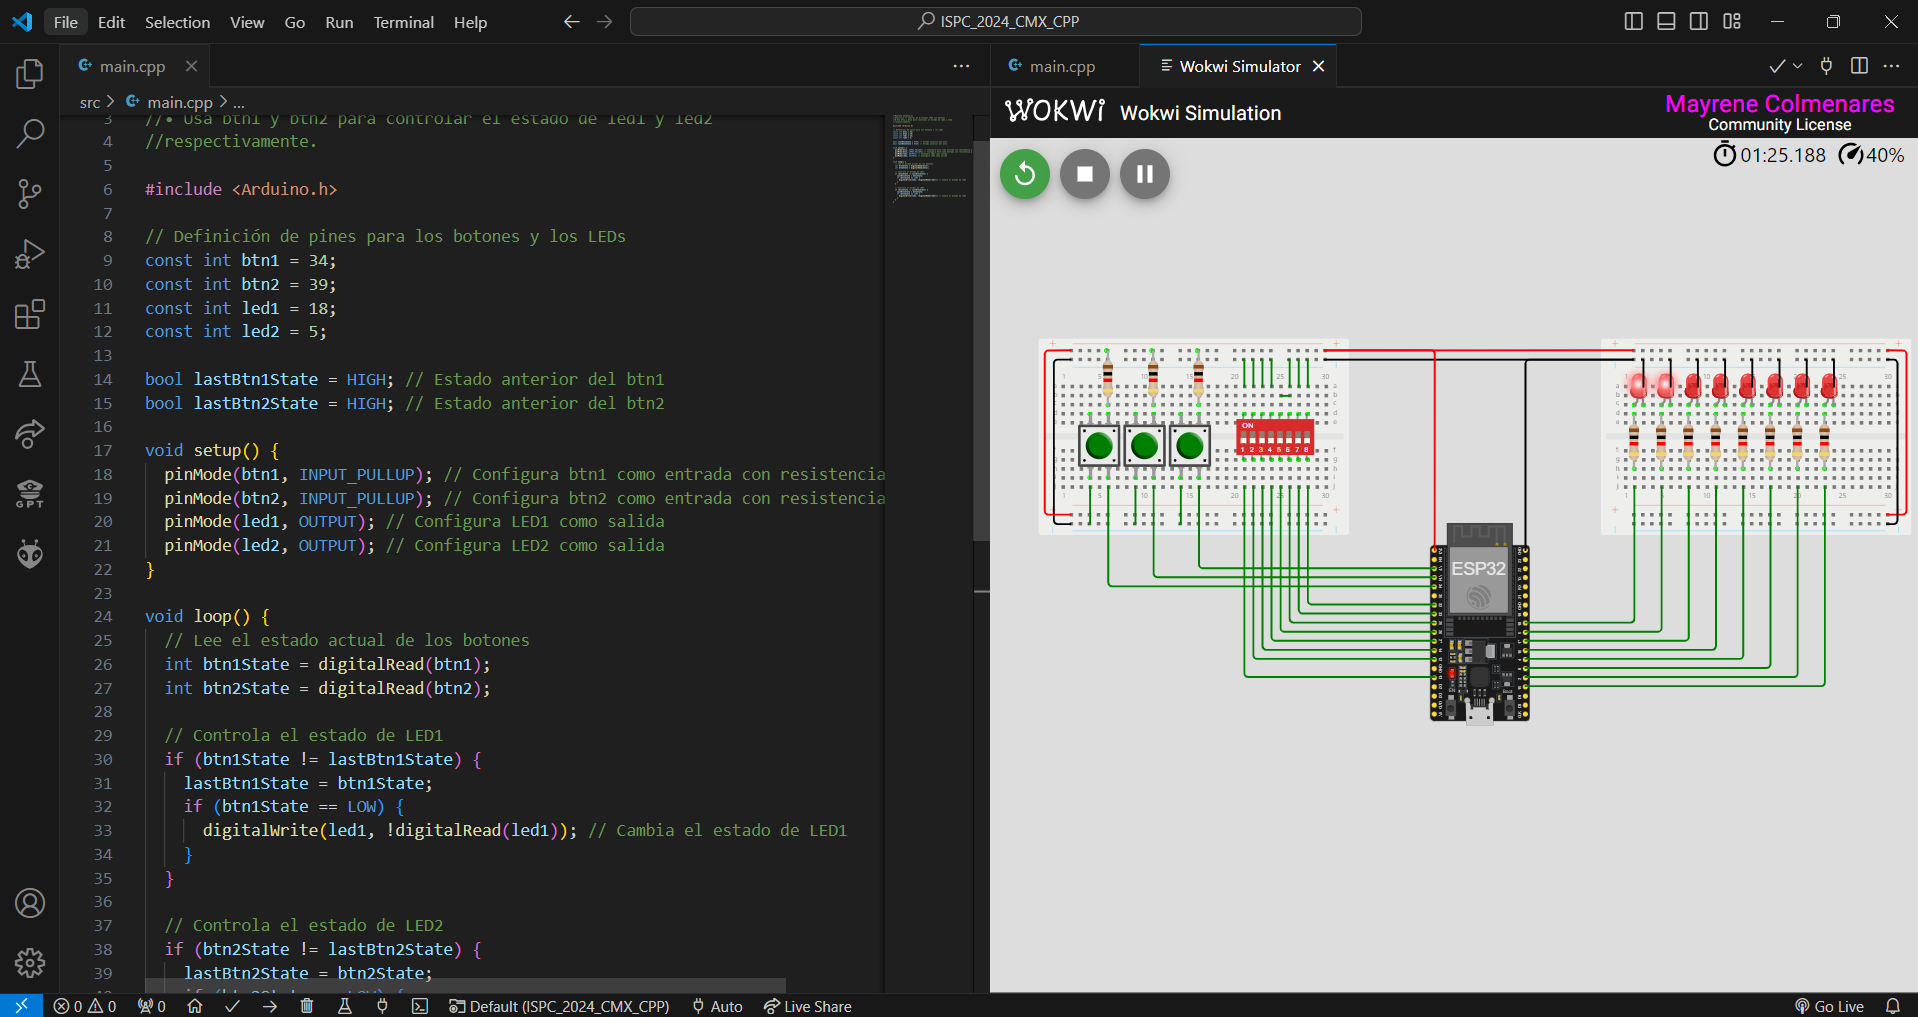 File Edit Selection View Go Run Terminal Help
ISPC_2024_CMX_CPP
main.cpp
main.cpp
Wokwi Simulator
src > main.cpp > ...
3 //• Usa btn1 y btn2 para controlar el estado de led1 y led2
4 //respectivamente.
5
6 #include <Arduino.h>
7
8 // Definición de pines para los botones y los LEDs
9 const int btn1 = 34;
10 const int btn2 = 39;
11 const int led1 = 18;
12 const int led2 = 5;
13
14 bool lastBtn1State = HIGH; // Estado anterior del btn1
15 bool lastBtn2State = HIGH; // Estado anterior del btn2
16
17 void setup() {
18 pinMode(btn1, INPUT_PULLUP); // Configura btn1 como entrada con resistencia
19 pinMode(btn2, INPUT_PULLUP); // Configura btn2 como entrada con resistencia
20 pinMode(led1, OUTPUT); // Configura LED1 como salida
21 pinMode(led2, OUTPUT); // Configura LED2 como salida
22 }
23
24 void loop() {
25 // Lee el estado actual de los botones
26 int btn1State = digitalRead(btn1);
27 int btn2State = digitalRead(btn2);
28
29 // Controla el estado de LED1
30 if (btn1State != lastBtn1State) {
31 lastBtn1State = btn1State;
32 if (btn1State == LOW) {
33 digitalWrite(led1, !digitalRead(led1)); // Cambia el estado de LED1
34 }
35 }
36
37 // Controla el estado de LED2
38 if (btn2State != lastBtn2State) {
39 lastBtn2State = btn2State;
GPT
WOKWI Wokwi Simulation
Mayrene Colmenares
Community License
01:25.188 40%
ON
1 2 3 4 5 6 7 8
ESP32
0 0 0 Default (ISPC_2024_CMX_CPP) Auto Live Share
Go Live